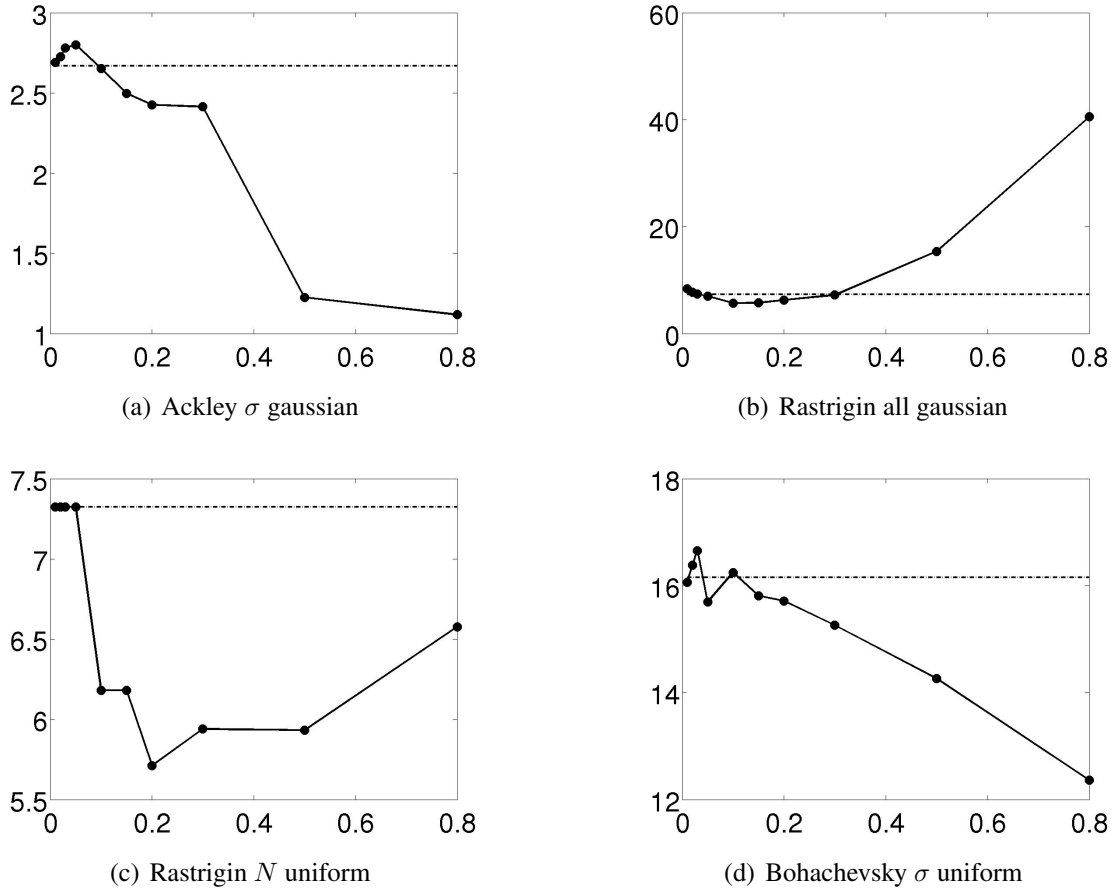 3
2.5
2
1.5
1
0 0.2 0.4 0.6 0.8
(a) Ackley σ gaussian
60
40
20
0
0 0.2 0.4 0.6 0.8
(b) Rastrigin all gaussian
7.5
7
6.5
6
5.5
0 0.2 0.4 0.6 0.8
(c) Rastrigin N uniform
18
16
14
12
0 0.2 0.4 0.6 0.8
(d) Bohachevsky σ uniform